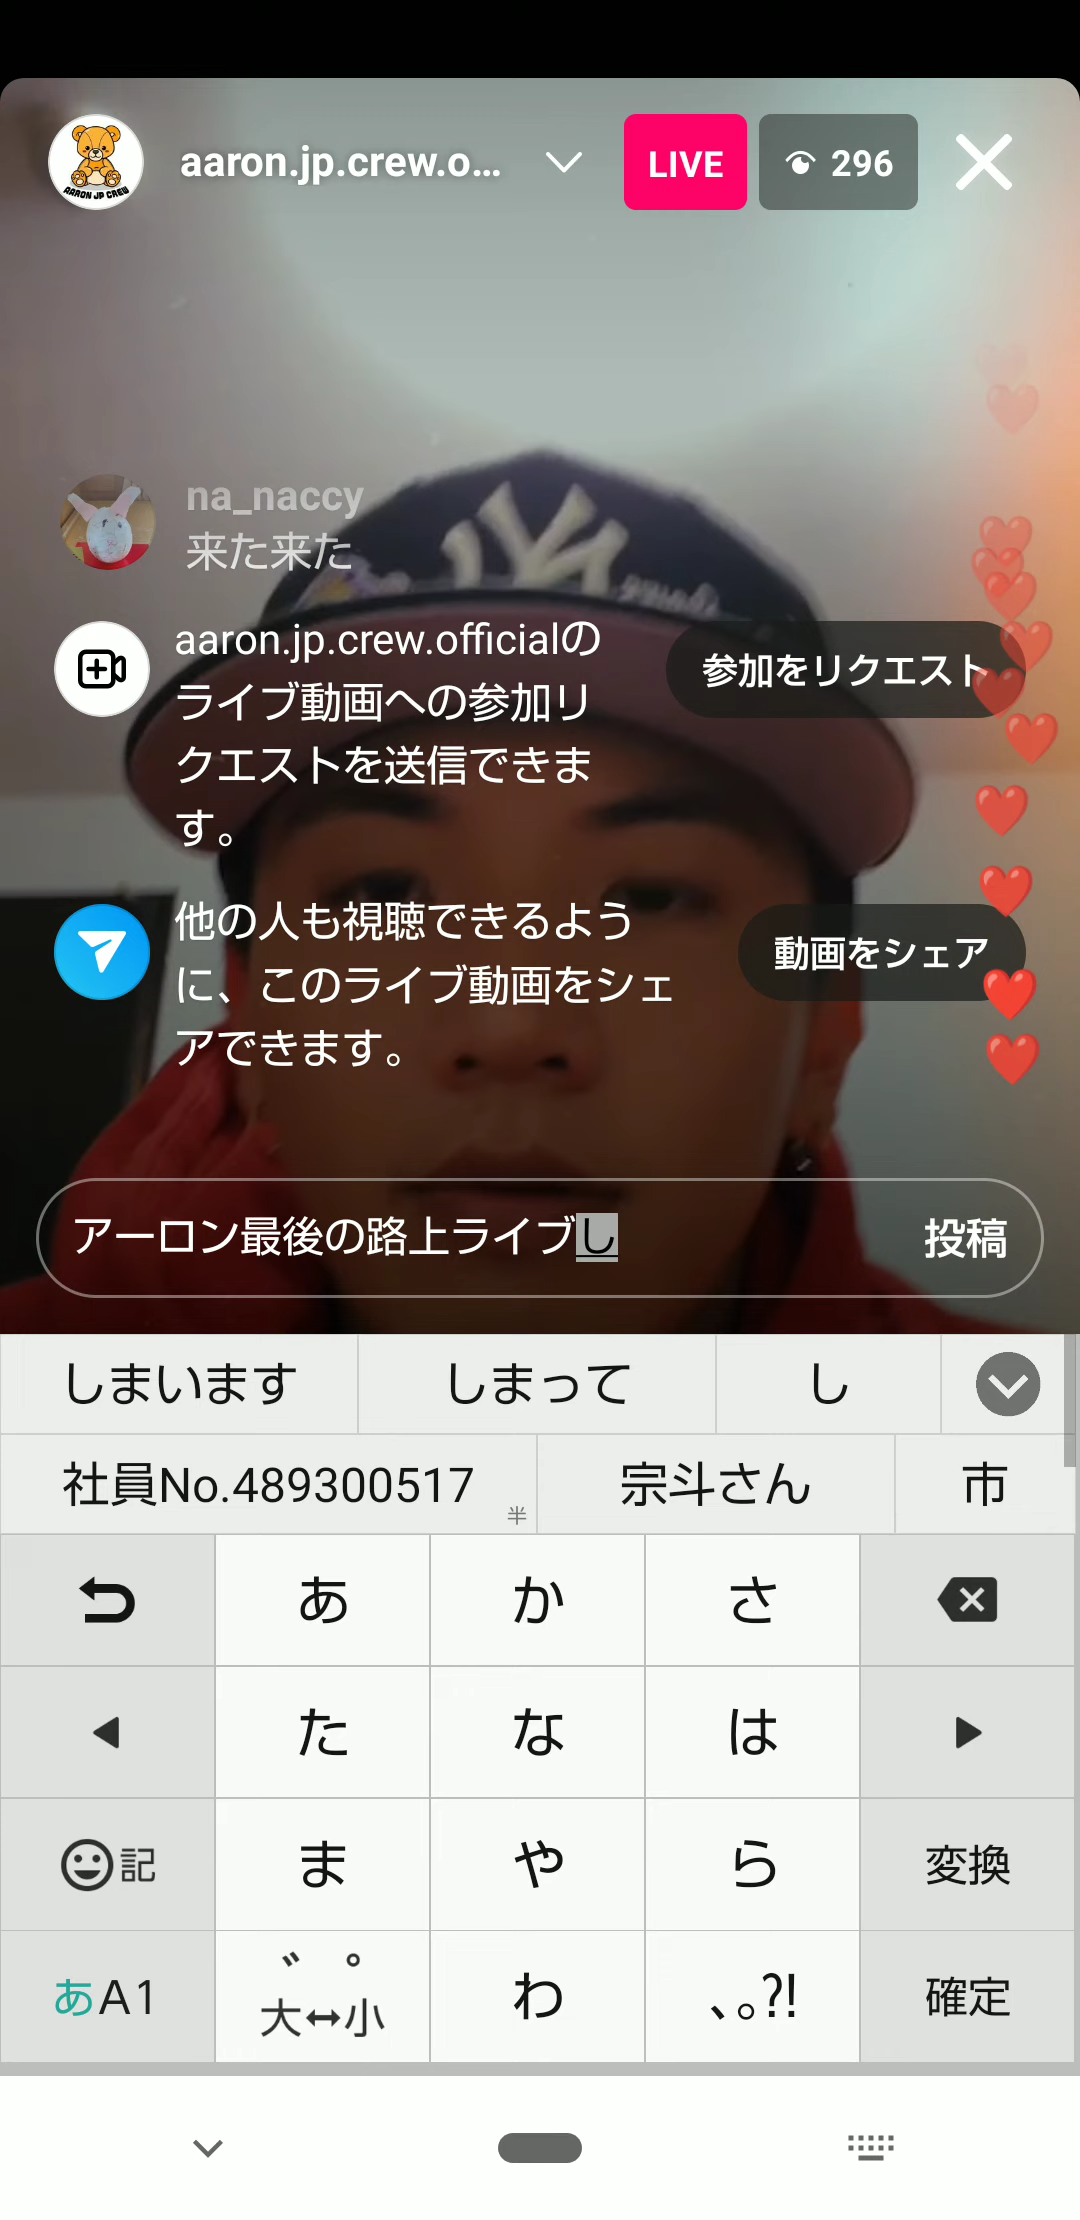 AARON JP CREW
aaron.jp.crew.o...
LIVE
296
na_naccy
来た来た
aaron.jp.crew.officialの
ライブ動画への参加リ
クエストを送信できま
す。
参加をリクエスト
他の人も視聴できるよう
に、このライブ動画をシェ
アできます。
動画をシェア
アーロン最後の路上ライブし
投稿
しまいます しまって し
社員No.489300517 半 宗斗さん 市
あ か さ
た な は
記 ま や ら 変換
あA1 ゛゜大↔小 わ 、。?! 確定